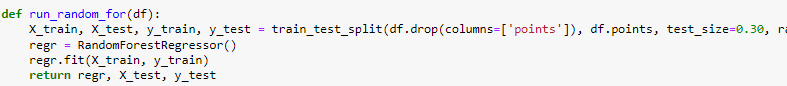 def run_random_for(df):
X_train, X_test, y_train, y_test = train_test_split(df.drop(columns=['points']), df.points, test_size=0.30,
regr = RandomForestRegressor()
regr.fit(X_train, y_train)
return regr, X_test, y_test